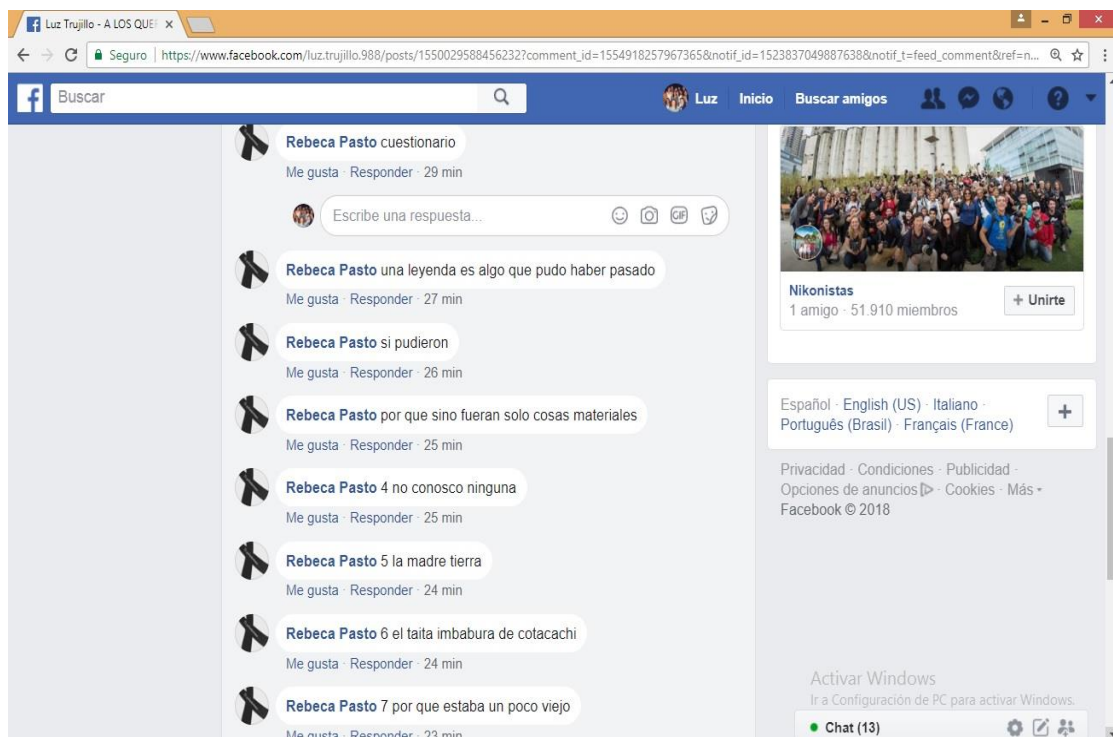 Luz Trujillo - A LOS QUE
Seguro | https://www.facebook.com/luz.trujillo.988/posts/1550029588456232?comment_id=1554918257967365&notif_id=1523837049887638&notif_t=feed_comment&ref=n...
Buscar
Luz Inicio Buscar amigos
Rebeca Pasto cuestionario
Me gusta · Responder · 29 min
Escribe una respuesta...
GIF
Rebeca Pasto una leyenda es algo que pudo haber pasado
Me gusta · Responder · 27 min
Rebeca Pasto si pudieron
Me gusta · Responder · 26 min
Rebeca Pasto por que sino fueran solo cosas materiales
Me gusta · Responder · 25 min
Rebeca Pasto 4 no conosco ninguna
Me gusta · Responder · 25 min
Rebeca Pasto 5 la madre tierra
Me gusta · Responder · 24 min
Rebeca Pasto 6 el taita imbabura de cotacachi
Me gusta · Responder · 24 min
Rebeca Pasto 7 por que estaba un poco viejo
Me gusta · Responder · 23 min
Nikonistas
1 amigo · 51.910 miembros
+ Unirte
Español · English (US) · Italiano ·
Português (Brasil) · Français (France)
Privacidad · Condiciones · Publicidad ·
Opciones de anuncios · Cookies · Más
Facebook © 2018
Activar Windows
Ir a Configuración de PC para activar Windows.
Chat (13)